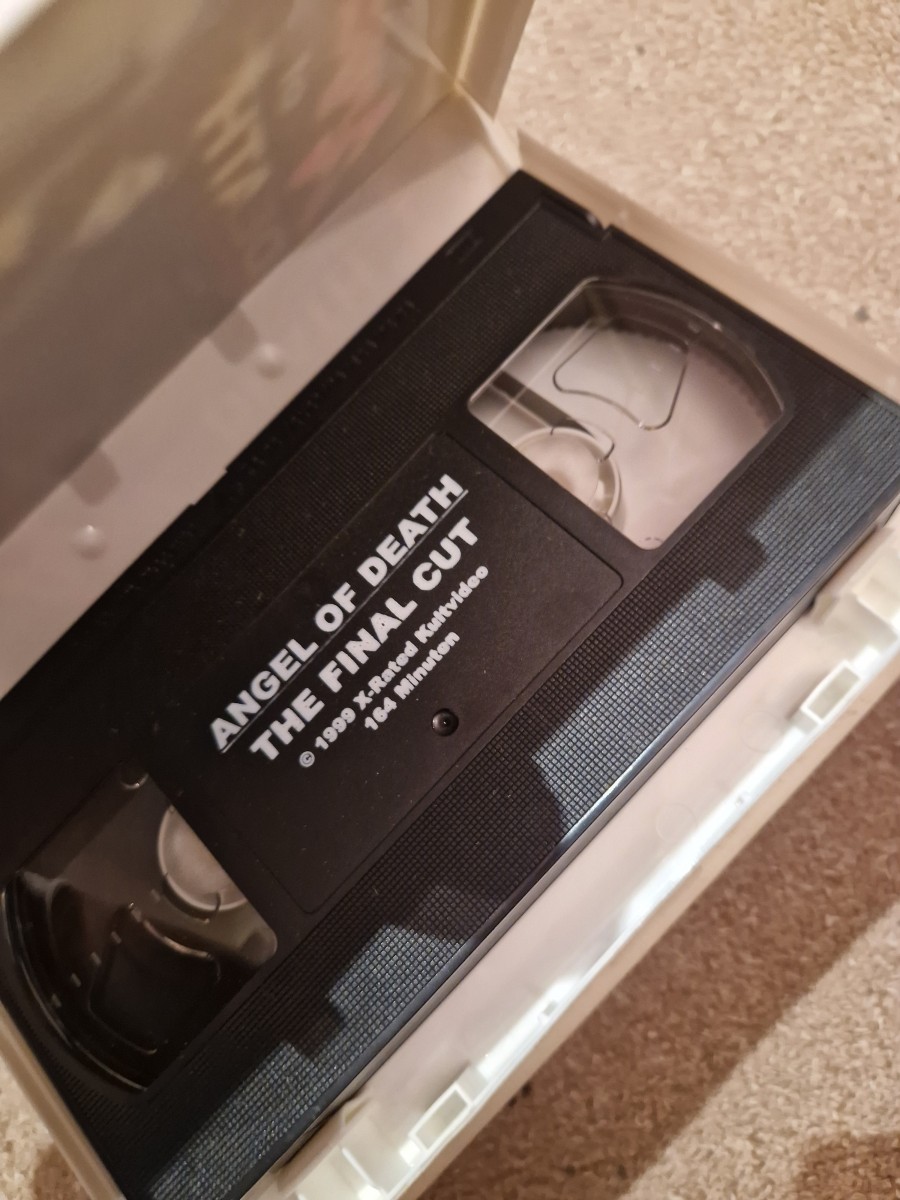 ANGEL OF DEATH
THE FINAL CUT
© 1999 X-Rated Kultvideo
164 Minuten